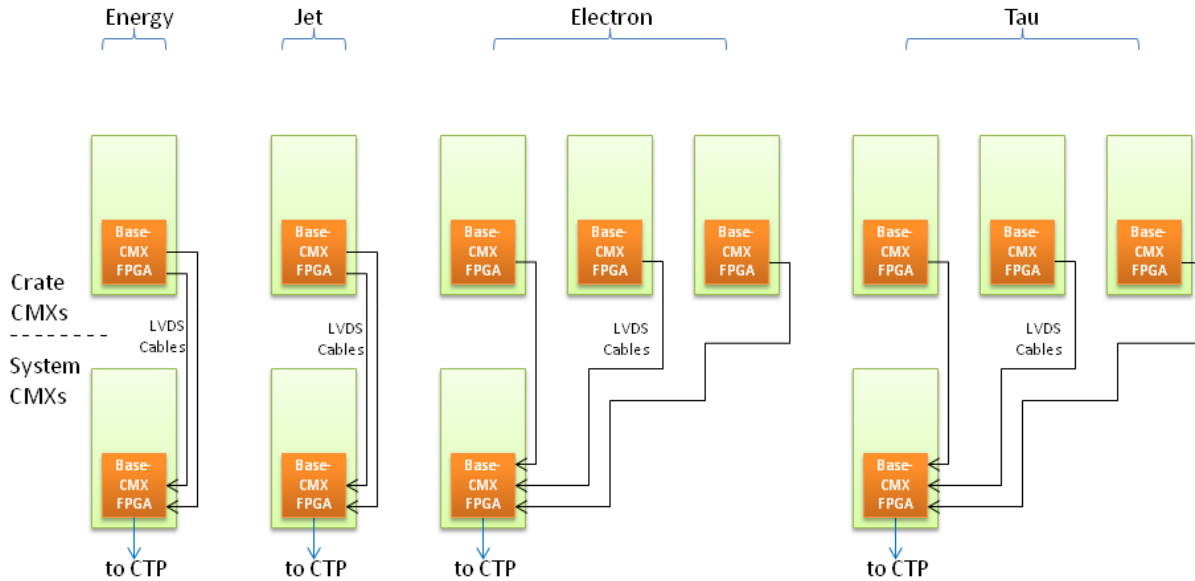 Energy
Jet
Electron
Tau
Base-
CMX
FPGA
Base-
CMX
FPGA
Base-
CMX
FPGA
Base-
CMX
FPGA
Base-
CMX
FPGA
Base-
CMX
FPGA
Base-
CMX
FPGA
Base-
CMX
FPGA
Crate
CMXs
LVDS
Cables
LVDS
Cables
LVDS
Cables
LVDS
Cables
System
CMXs
Base-
CMX
FPGA
Base-
CMX
FPGA
Base-
CMX
FPGA
Base-
CMX
FPGA
to CTP
to CTP
to CTP
to CTP